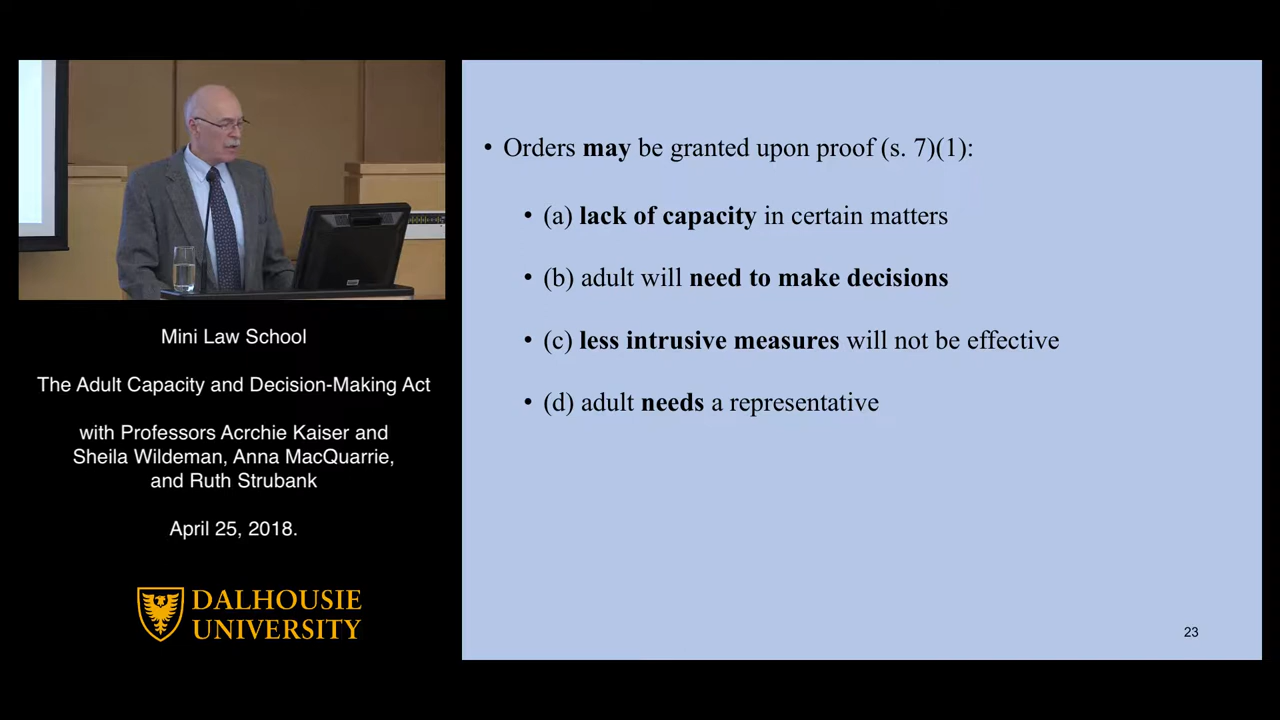 Mini Law School
The Adult Capacity and Decision-Making Act
with Professors Acrchie Kaiser and
Sheila Wildeman, Anna MacQuarrie,
and Ruth Strubank
April 25, 2018.
DALHOUSIE
UNIVERSITY
• Orders may be granted upon proof (s. 7)(1):
• (a) lack of capacity in certain matters
• (b) adult will need to make decisions
• (c) less intrusive measures will not be effective
• (d) adult needs a representative
23